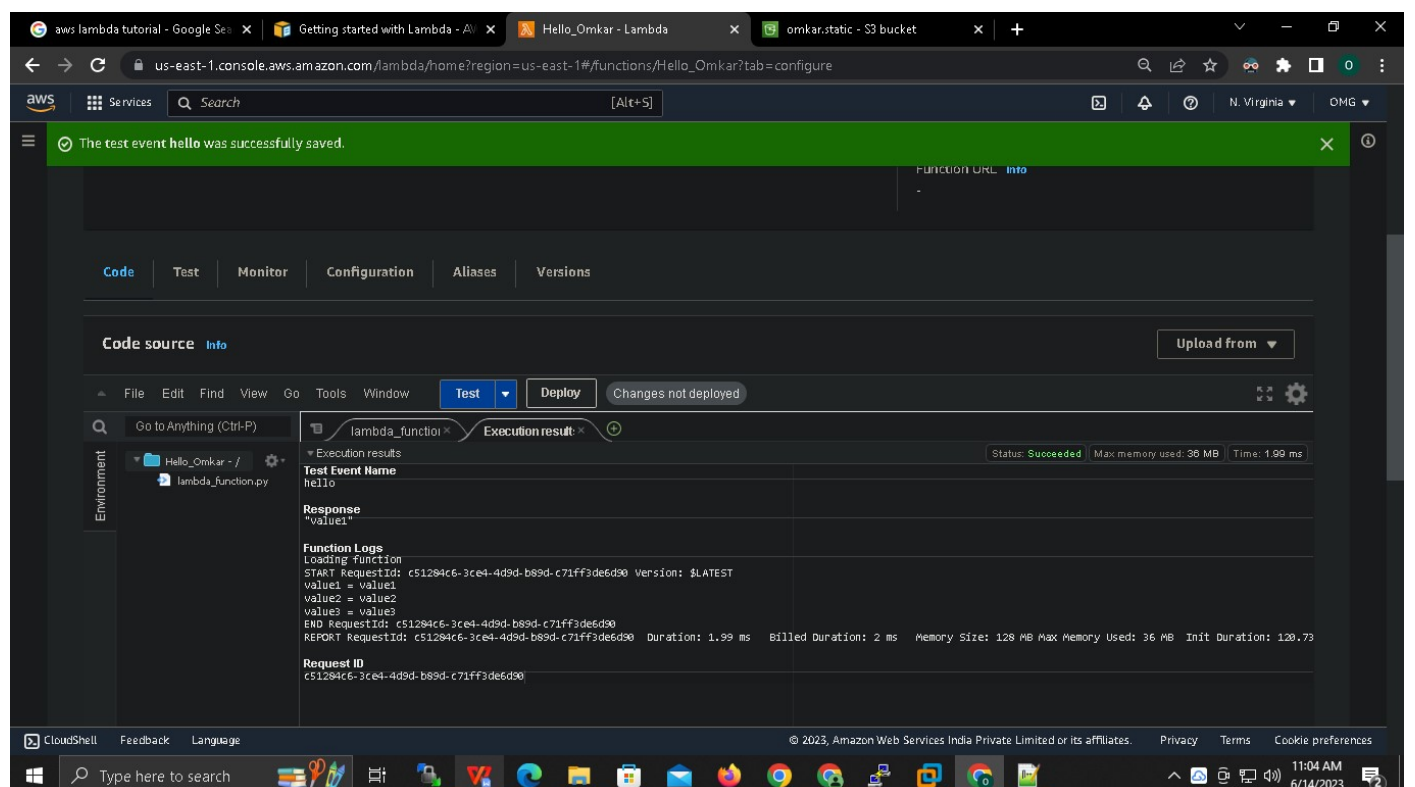 aws lambda tutorial - Google Sea
Getting started with Lambda - AW
Hello_Omkar - Lambda
omkar.static - S3 bucket
us-east-1.console.aws.amazon.com/lambda/home?region=us-east-1#/functions/Hello_Omkar?tab=configure
O
aws
Services
Search
[Alt+S]
N. Virginia
OMG
The test event hello was successfully saved.
Function URL Info
-
Code
Test
Monitor
Configuration
Aliases
Versions
Code source Info
Upload from
File Edit Find View Go Tools Window
Test
Deploy
Changes not deployed
Go to Anything (Ctrl-P)
lambda_function
Execution result:
Environment
Hello_Omkar - /
lambda_function.py
Execution results
Status: Succeeded
Max memory used: 36 MB
Time: 1.99 ms
Test Event Name
hello
Response
"value1"
Function Logs
Loading function
START RequestId: c51284c6-3ce4-4d9d-b89d-c71ff3de6d90 Version: $LATEST
value1 = value1
value2 = value2
value3 = value3
END RequestId: c51284c6-3ce4-4d9d-b89d-c71ff3de6d90
REPORT RequestId: c51284c6-3ce4-4d9d-b89d-c71ff3de6d90 Duration: 1.99 ms Billed Duration: 2 ms Memory Size: 128 MB Max Memory Used: 36 MB Init Duration: 120.73
Request ID
c51284c6-3ce4-4d9d-b89d-c71ff3de6d90
CloudShell
Feedback
Language
© 2023, Amazon Web Services India Private Limited or its affiliates.
Privacy
Terms
Cookie preferences
Type here to search
11:04 AM
6/14/2023
2